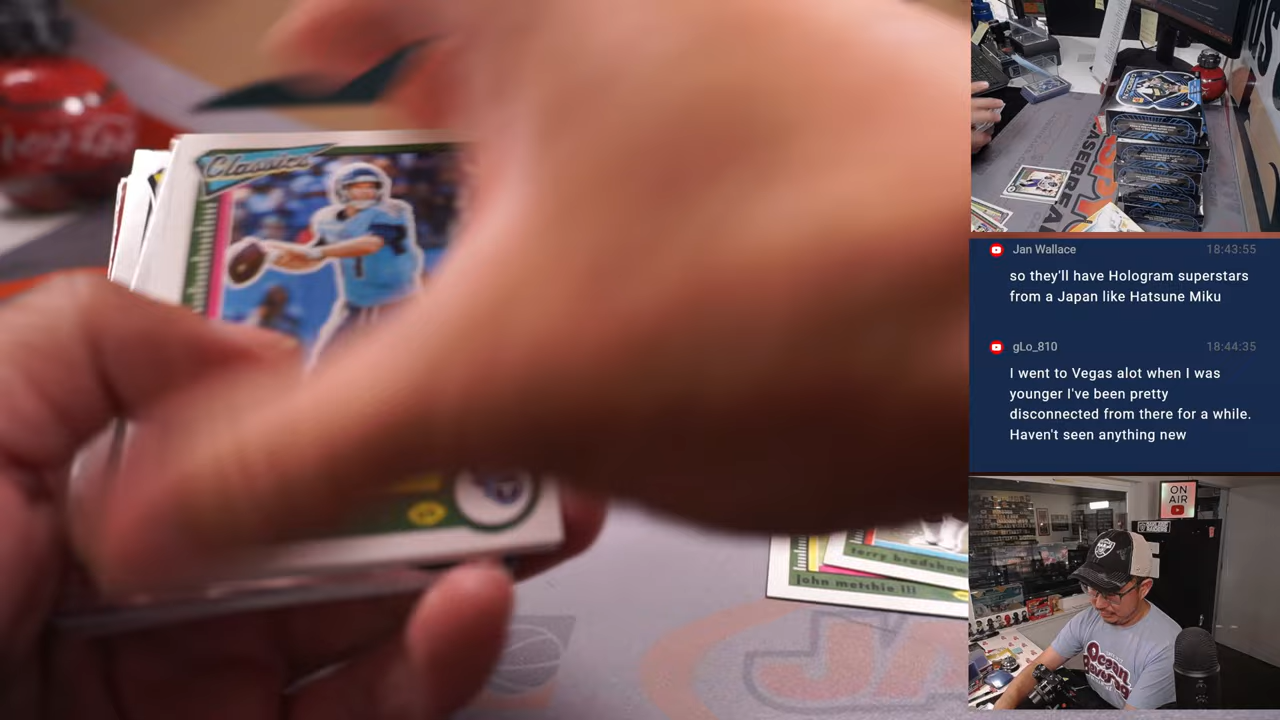 Classics
terry bradshaw
john metchie iii
JA
Jan Wallace
18:43:55
so they'll have Hologram superstars
from a Japan like Hatsune Miku
gLo_810
18:44:35
I went to Vegas alot when I was
younger I've been pretty
disconnected from there for a while.
Haven't seen anything new
ON
AIR
Ocean